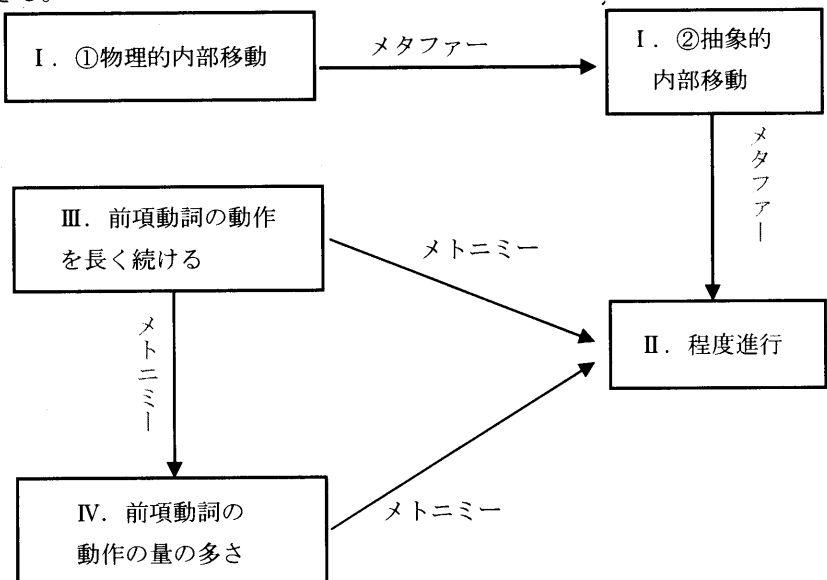 Ⅰ．①物理的内部移動
メタファー
Ⅰ．②抽象的
内部移動
メタファー
Ⅲ．前項動詞の動作
を長く続ける
メトニミー
メトニミー
Ⅱ．程度進行
Ⅳ．前項動詞の
動作の量の多さ
メトニミー